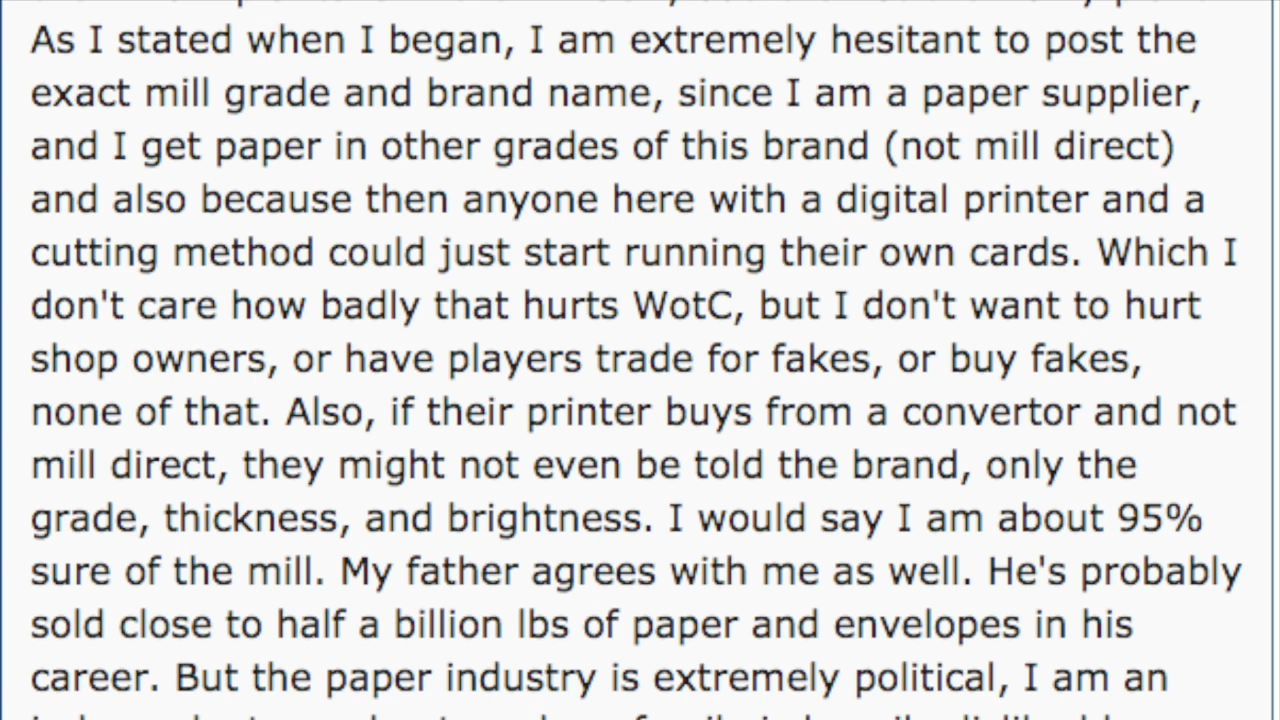 As I stated when I began, I am extremely hesitant to post the
exact mill grade and brand name, since I am a paper supplier,
and I get paper in other grades of this brand (not mill direct)
and also because then anyone here with a digital printer and a
cutting method could just start running their own cards. Which I
don't care how badly that hurts WotC, but I don't want to hurt
shop owners, or have players trade for fakes, or buy fakes,
none of that. Also, if their printer buys from a convertor and not
mill direct, they might not even be told the brand, only the
grade, thickness, and brightness. I would say I am about 95%
sure of the mill. My father agrees with me as well. He's probably
sold close to half a billion lbs of paper and envelopes in his
career. But the paper industry is extremely political, I am an